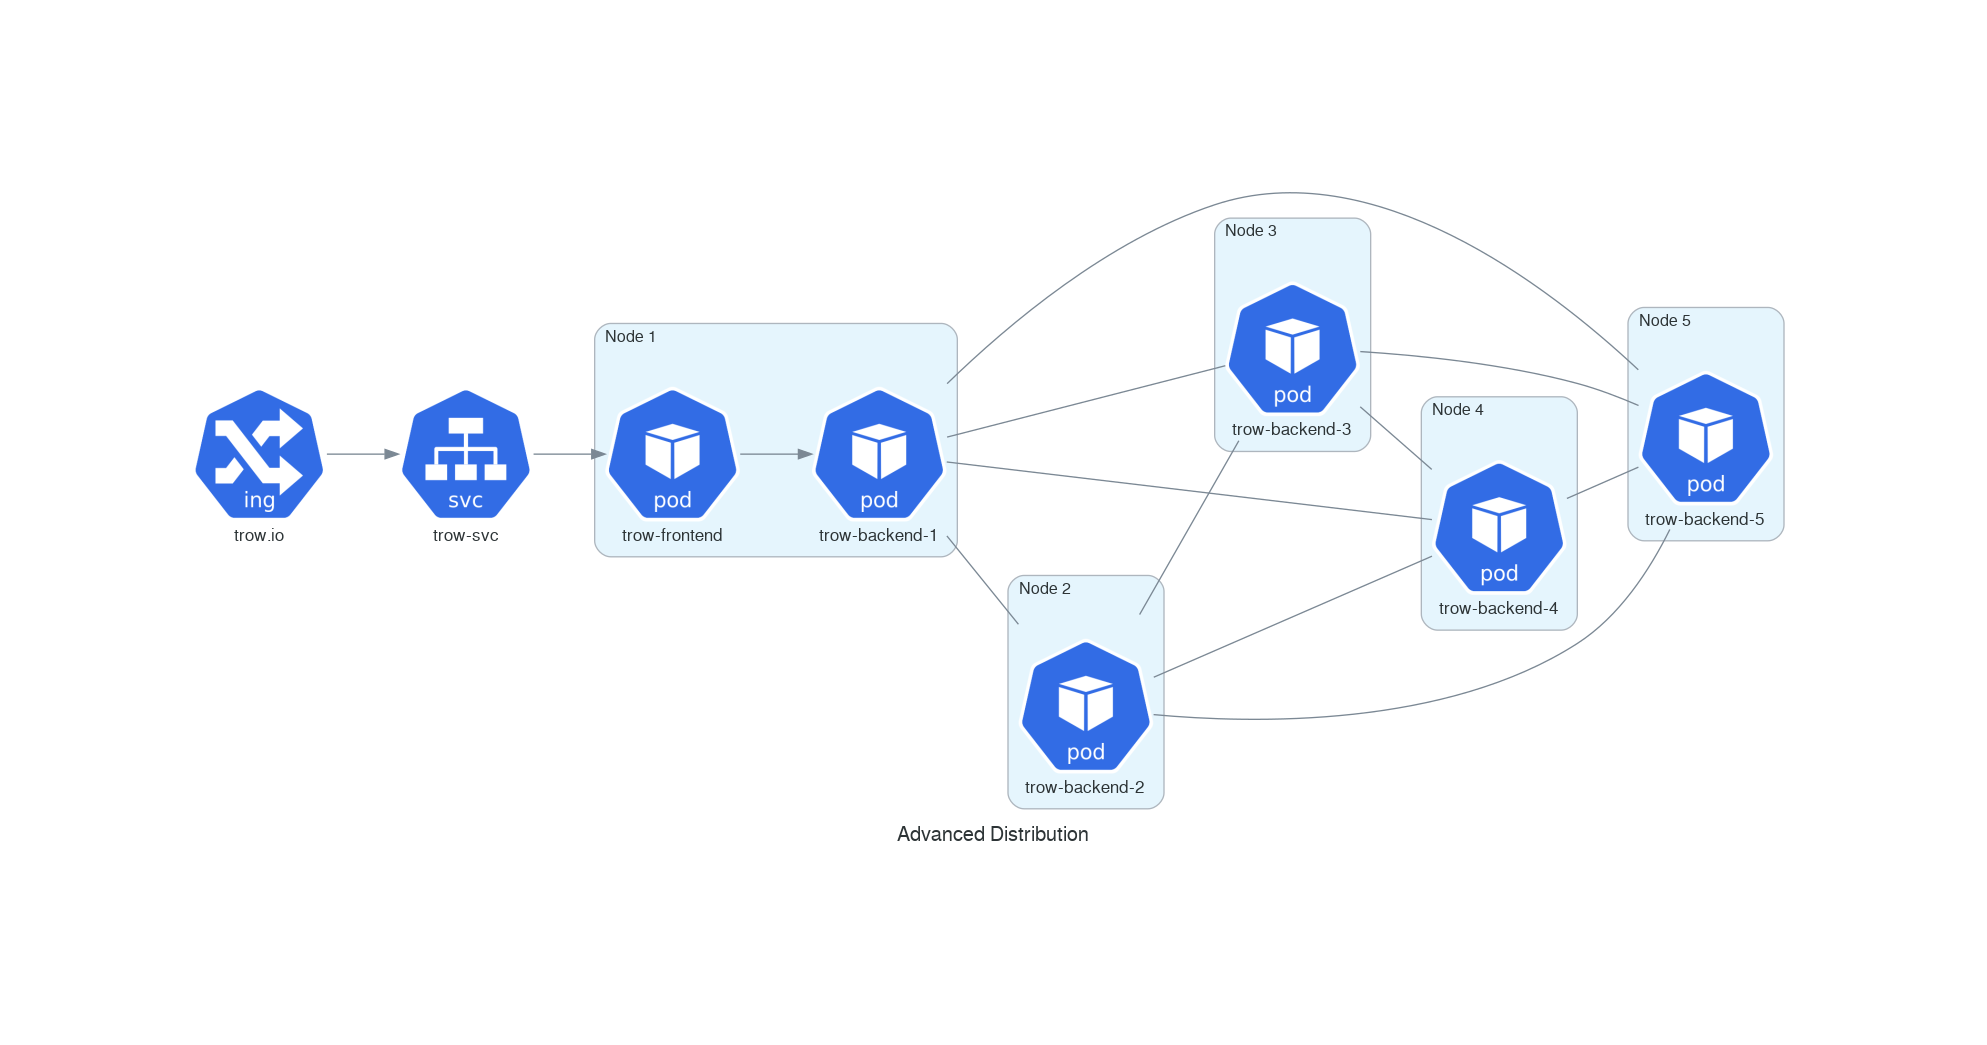 ing
trow.io
svc
trow-svc
Node 1
pod
trow-frontend
pod
trow-backend-1
Node 2
pod
trow-backend-2
Node 3
pod
trow-backend-3
Node 4
pod
trow-backend-4
Node 5
pod
trow-backend-5
Advanced Distribution